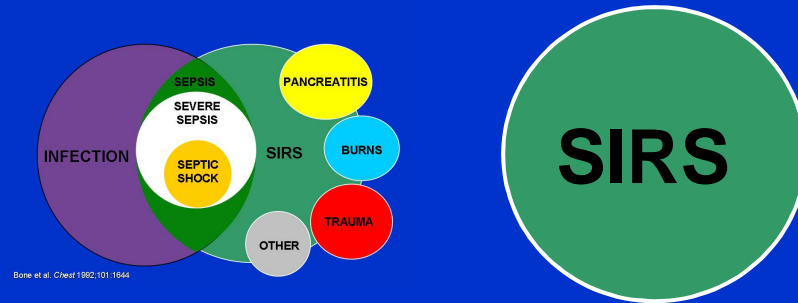 SEPSIS
PANCREATITIS
SEVERE
SEPSIS
INFECTION
SEPTIC
SHOCK
SIRS
BURNS
TRAUMA
OTHER
Bone et al. Chest 1992;101:1644
SIRS